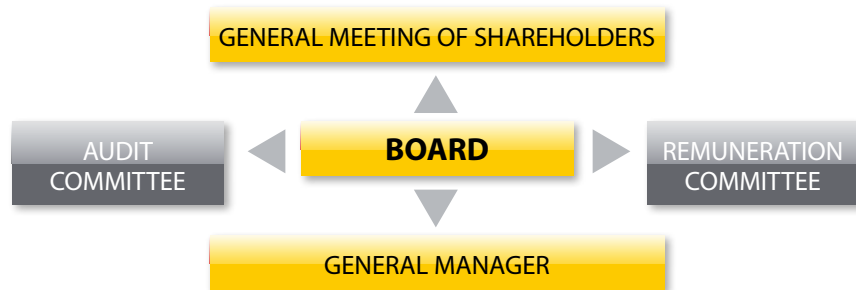 GENERAL MEETING OF SHAREHOLDERS
AUDIT
COMMITTEE
BOARD
REMUNERATION
COMMITTEE
GENERAL MANAGER